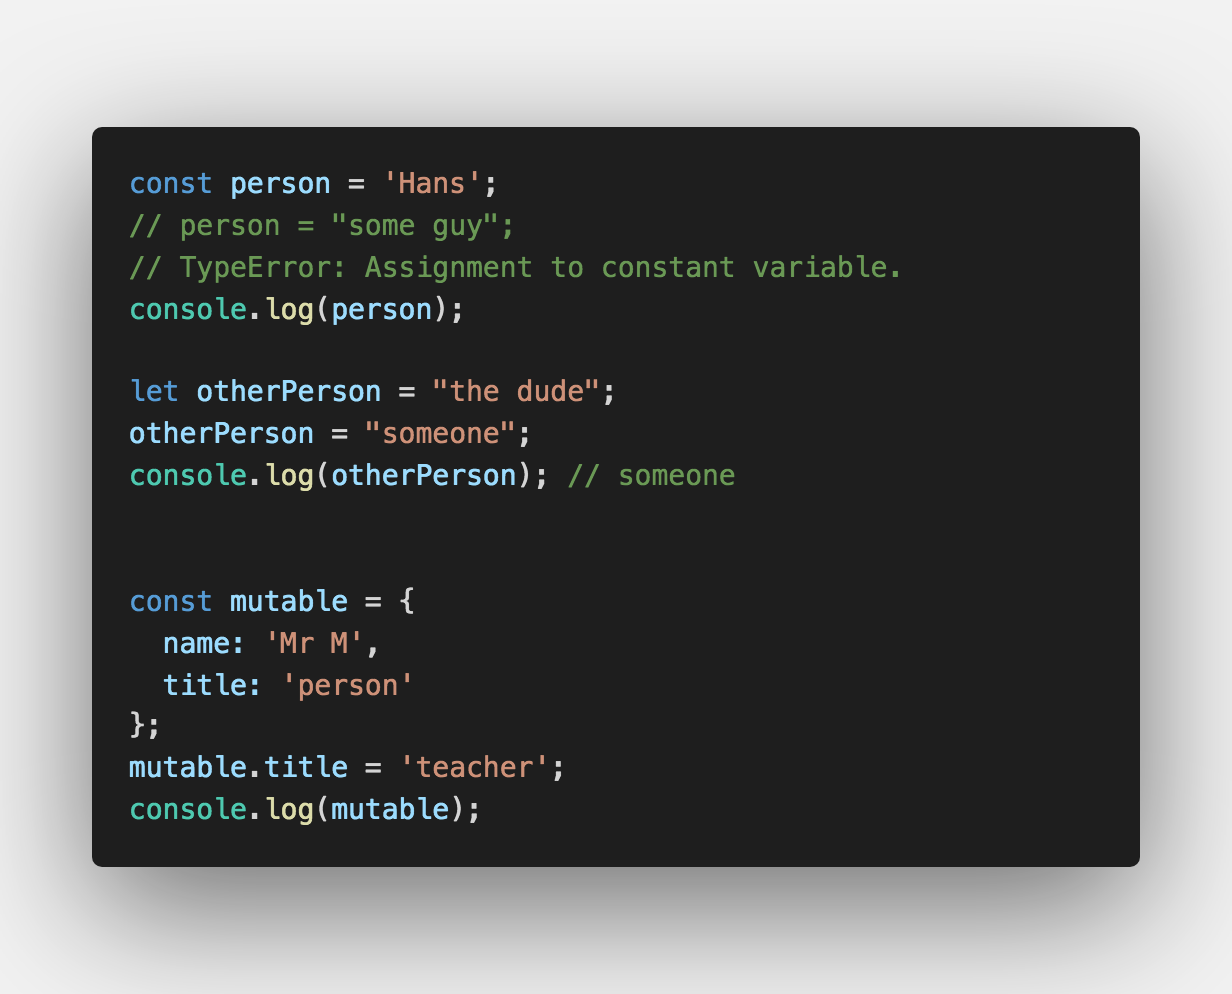 const person = 'Hans';
// person = "some guy";
// TypeError: Assignment to constant variable.
console.log(person);
let otherPerson = "the dude";
otherPerson = "someone";
console.log(otherPerson); // someone
const mutable = {
  name: 'Mr M',
  title: 'person'
};
mutable.title = 'teacher';
console.log(mutable);